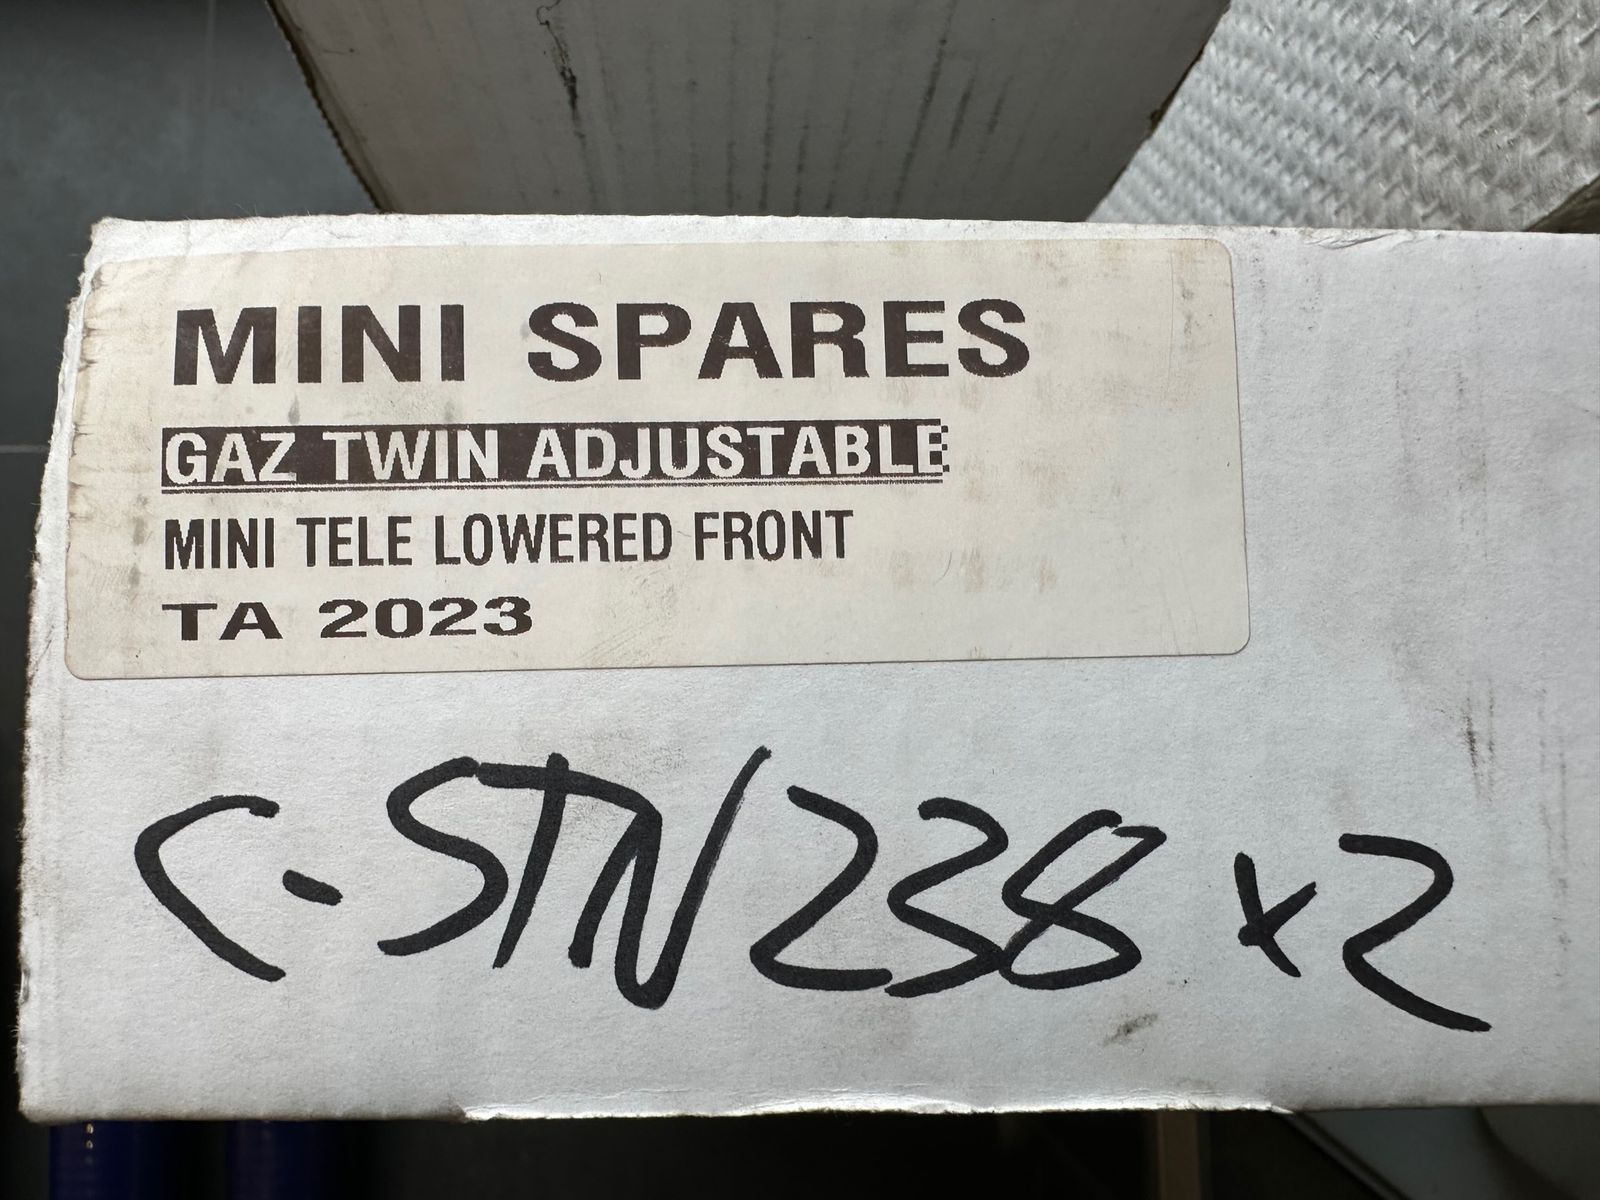 MINI SPARES
GAZ TWIN ADJUSTABLE
MINI TELE LOWERED FRONT
TA 2023
C-STN238 x2